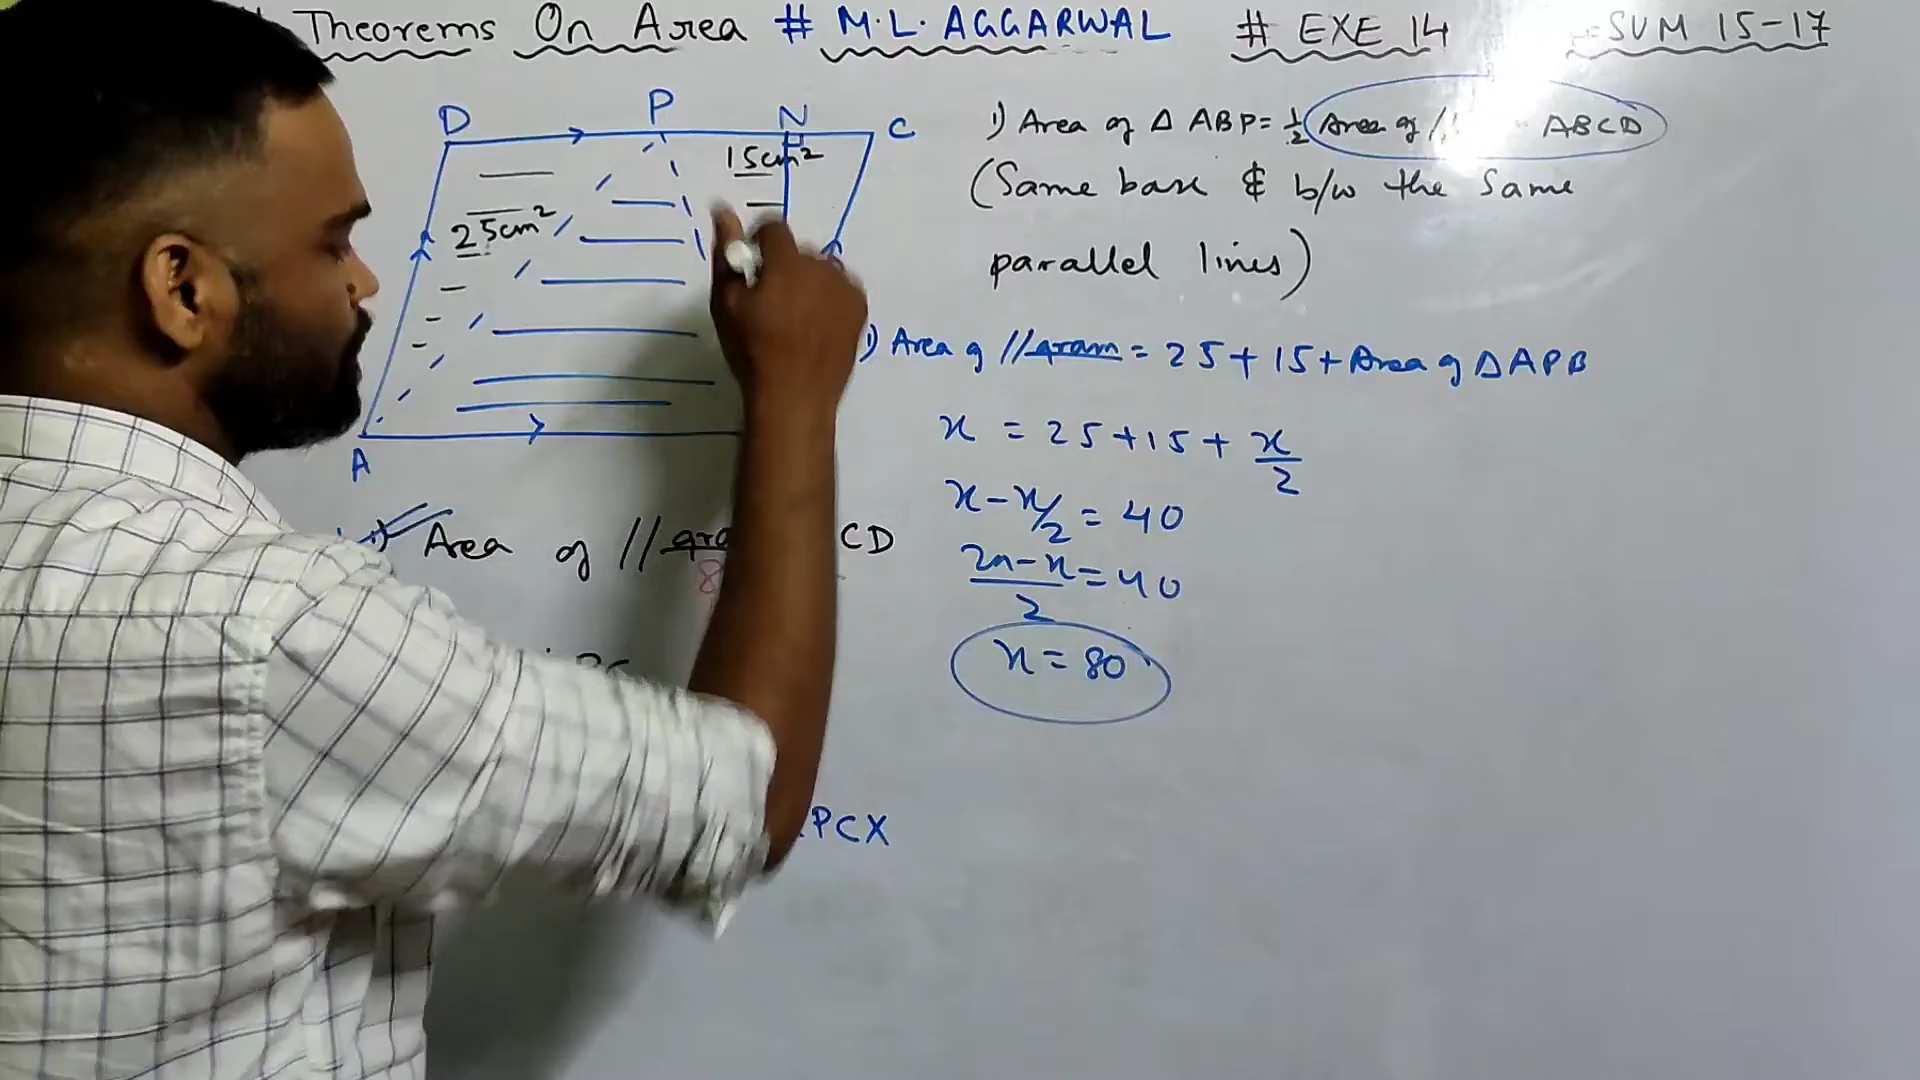 Theorems On Area # M.L. AGGARWAL # EXE 14 SUM 15-17
D P N C
15cm²
25cm²
A
1) Area of Δ ABP = 1/2 Area of // ABCD
(Same base & b/w the same
parallel lines)
1) Area of //gram = 25 + 15 + Area of Δ APB
x = 25 + 15 + x/2
x - x/2 = 40
2x - x/2 = 40
x = 80
Area of // CD
8
PCX